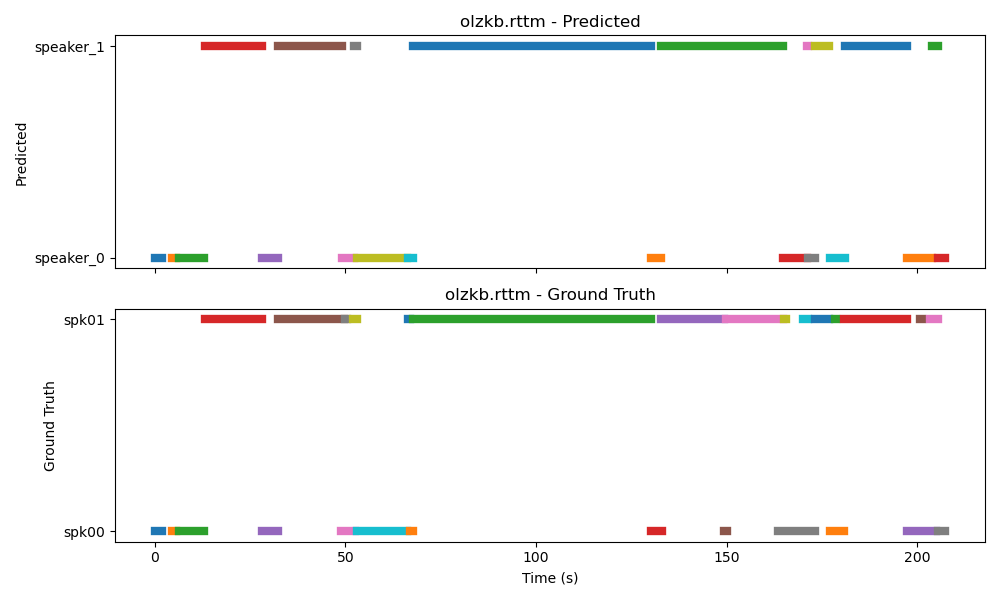 olzkb.rttm - Predicted
speaker_1
Predicted
speaker_0
olzkb.rttm - Ground Truth
spk01
Ground Truth
spk00
0 50 100 150 200
Time (s)